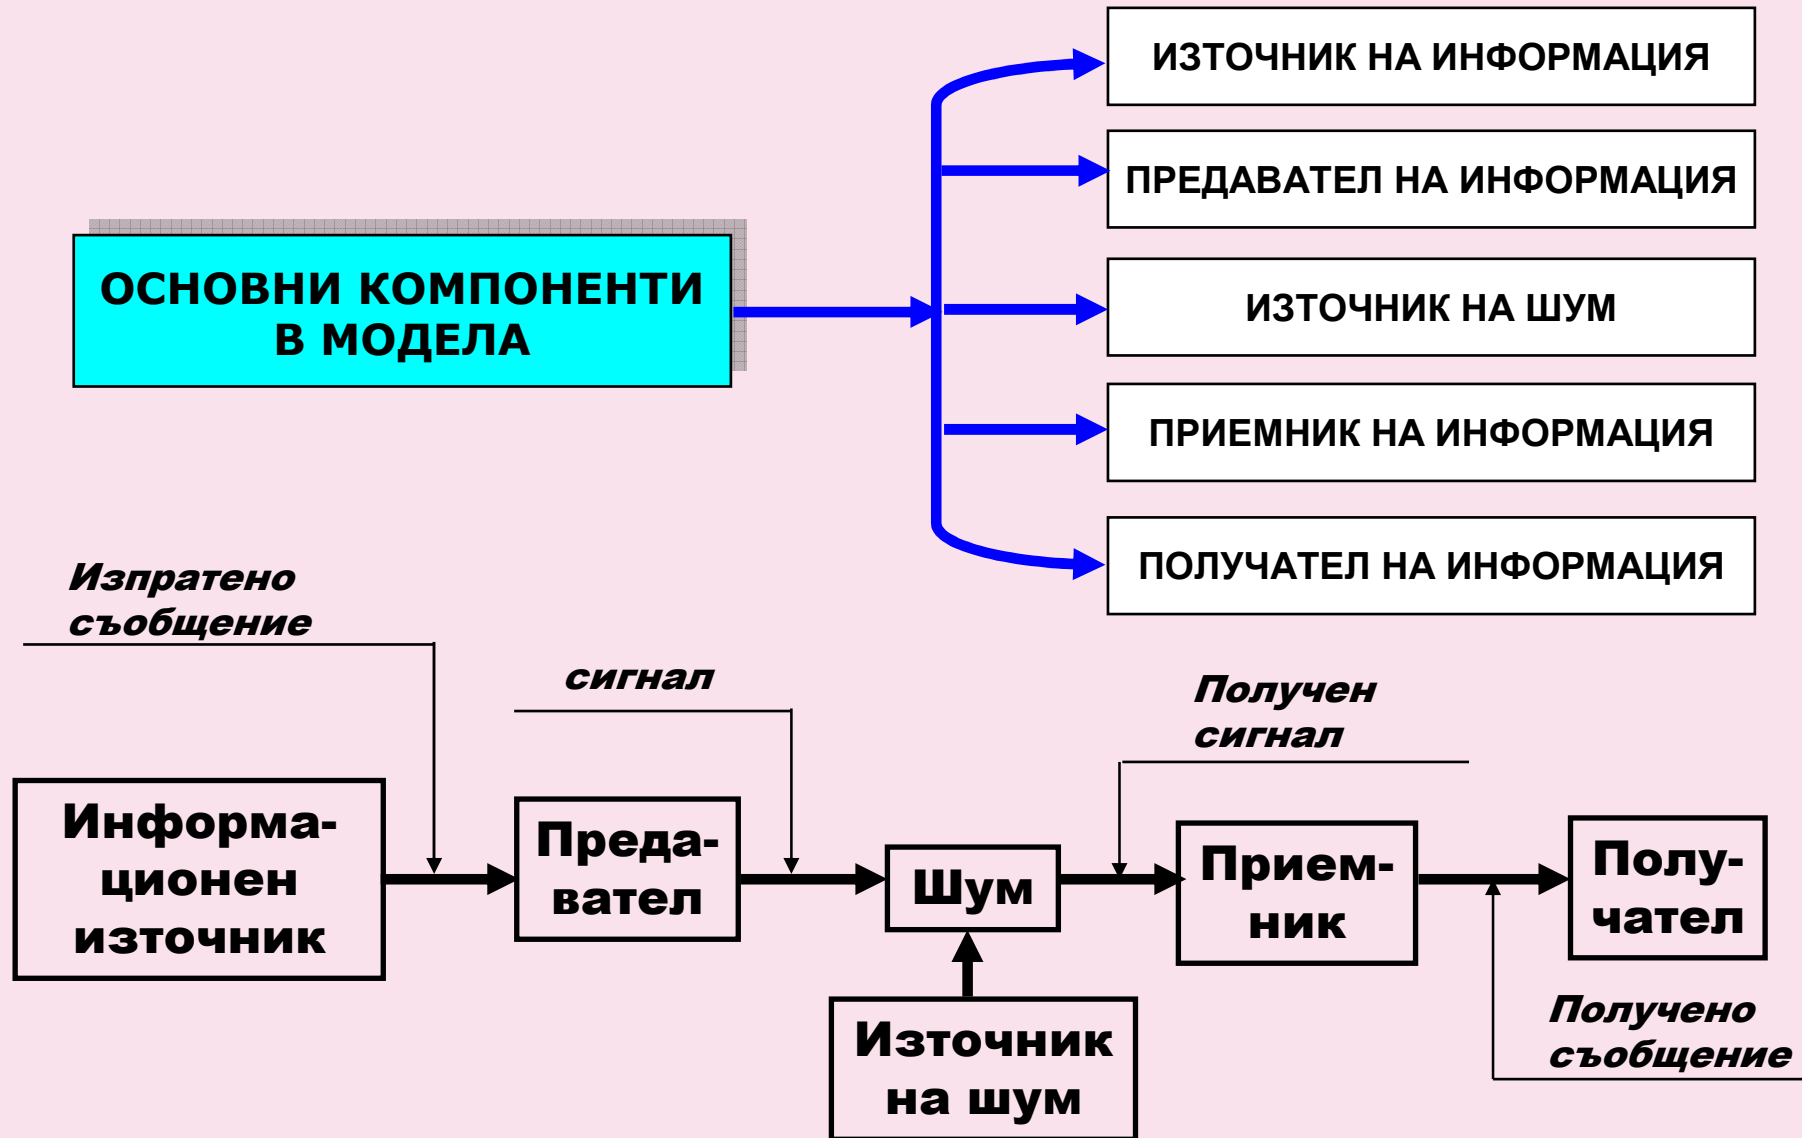 ИЗТОЧНИК НА ИНФОРМАЦИЯ
ПРЕДАВАТЕЛ НА ИНФОРМАЦИЯ
ОСНОВНИ КОМПОНЕНТИ
В МОДЕЛА
ИЗТОЧНИК НА ШУМ
ПРИЕМНИК НА ИНФОРМАЦИЯ
ПОЛУЧАТЕЛ НА ИНФОРМАЦИЯ
Изпратено
съобщение
сигнал
Получен
сигнал
Информа-
ционен
източник
Преда-
вател
Шум
Прием-
ник
Полу-
чател
Източник
на шум
Получено
съобщение